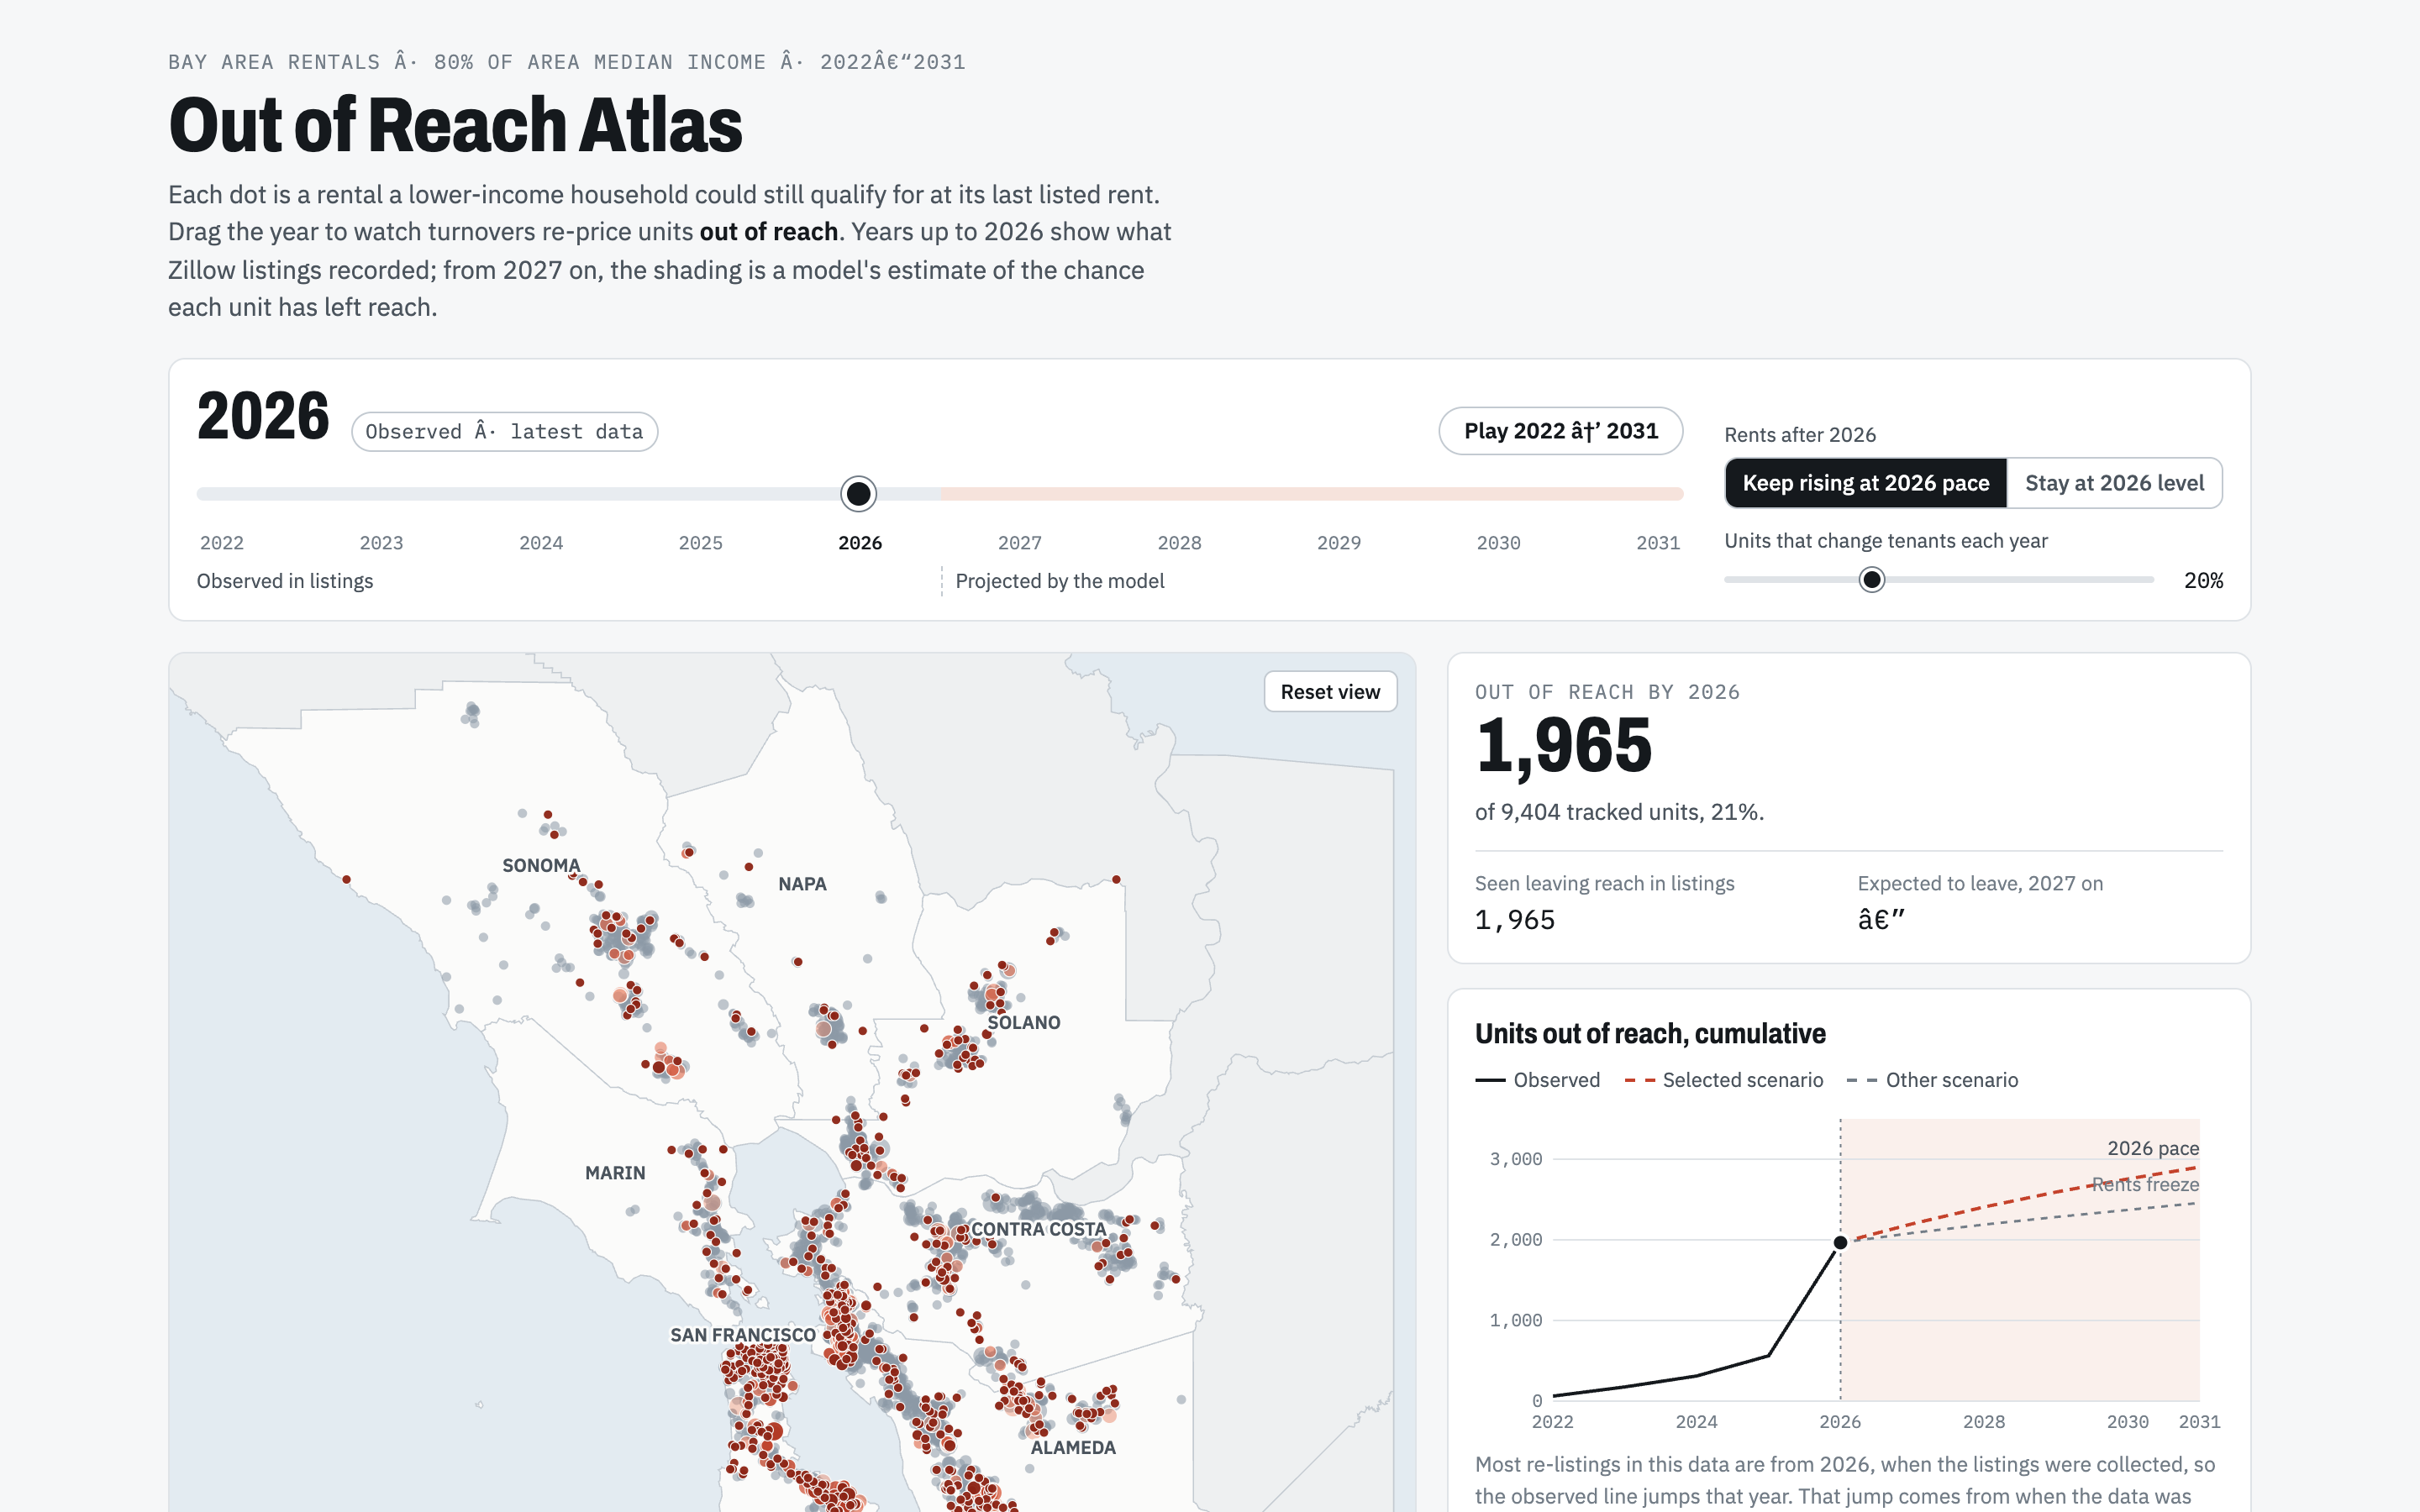 BAY AREA RENTALS Â· 80% OF AREA MEDIAN INCOME Â· 2022â€“2031
Out of Reach Atlas
Each dot is a rental a lower-income household could still qualify for at its last listed rent.
Drag the year to watch turnovers re-price units out of reach. Years up to 2026 show what
Zillow listings recorded; from 2027 on, the shading is a model's estimate of the chance
each unit has left reach.
2026
Observed Â· latest data
Play 2022 â†’ 2031
2022 2023 2024 2025 2026 2027 2028 2029 2030 2031
Observed in listings
Projected by the model
Rents after 2026
Keep rising at 2026 pace
Stay at 2026 level
Units that change tenants each year
20%
Reset view
SONOMA
NAPA
SOLANO
MARIN
CONTRA COSTA
SAN FRANCISCO
ALAMEDA
OUT OF REACH BY 2026
1,965
of 9,404 tracked units, 21%.
Seen leaving reach in listings
1,965
Expected to leave, 2027 on
â€”
Units out of reach, cumulative
Observed
Selected scenario
Other scenario
2026 pace
Rents freeze
3,000
2,000
1,000
0
2022 2024 2026 2028 2030 2031
Most re-listings in this data are from 2026, when the listings were collected, so
the observed line jumps that year. That jump comes from when the data was